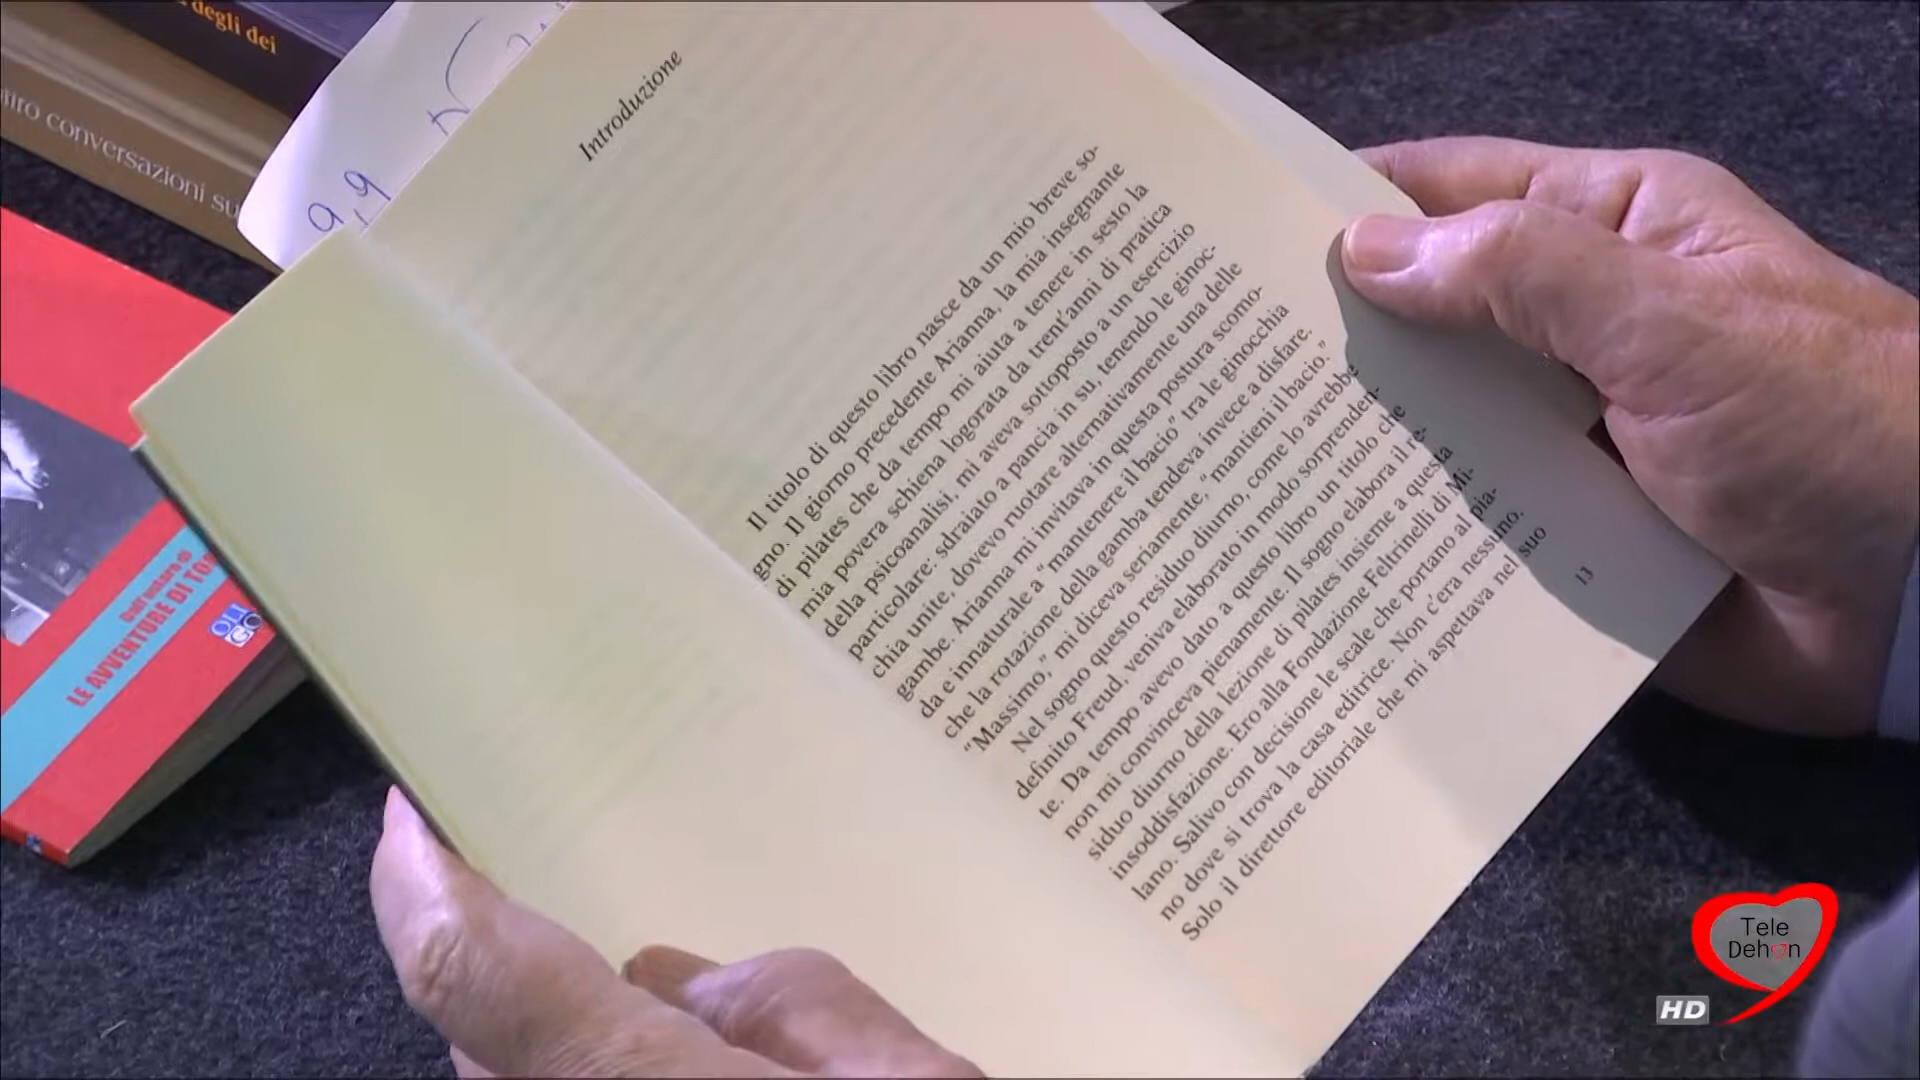 degli dei
conversazioni su
9,9
Dall'autore di
LE AVVENTURE DI TOM
OLI
GO
Introduzione
Il titolo di questo libro nasce da un mio breve so-
gno. Il giorno precedente Arianna, la mia insegnante
di pilates che da tempo mi aiuta a tenere in sesto la
mia povera schiena logorata da trent'anni di pratica
della psicoanalisi, mi aveva sottoposto a un esercizio
particolare: sdraiato a pancia in su, tenendo le ginoc-
chia unite, dovevo ruotare alternativamente una delle
gambe. Arianna mi invitava in questa postura scomo-
da e innaturale a “mantenere il bacio” tra le ginocchia
che la rotazione della gamba tendeva invece a disfare.
“Massimo,” mi diceva seriamente, “mantieni il bacio.”
Nel sogno questo residuo diurno, come lo avrebbe
definito Freud, veniva elaborato in modo sorprenden-
te. Da tempo avevo dato a questo libro un titolo che
non mi convinceva pienamente. Il sogno elabora il re-
siduo diurno della lezione di pilates insieme a questa
insoddisfazione. Ero alla Fondazione Feltrinelli di Mi-
lano. Salivo con decisione le scale che portano al pia-
no dove si trova la casa editrice. Non c'era nessuno.
Solo il direttore editoriale che mi aspettava nel suo
13
Tele
Dehon
HD